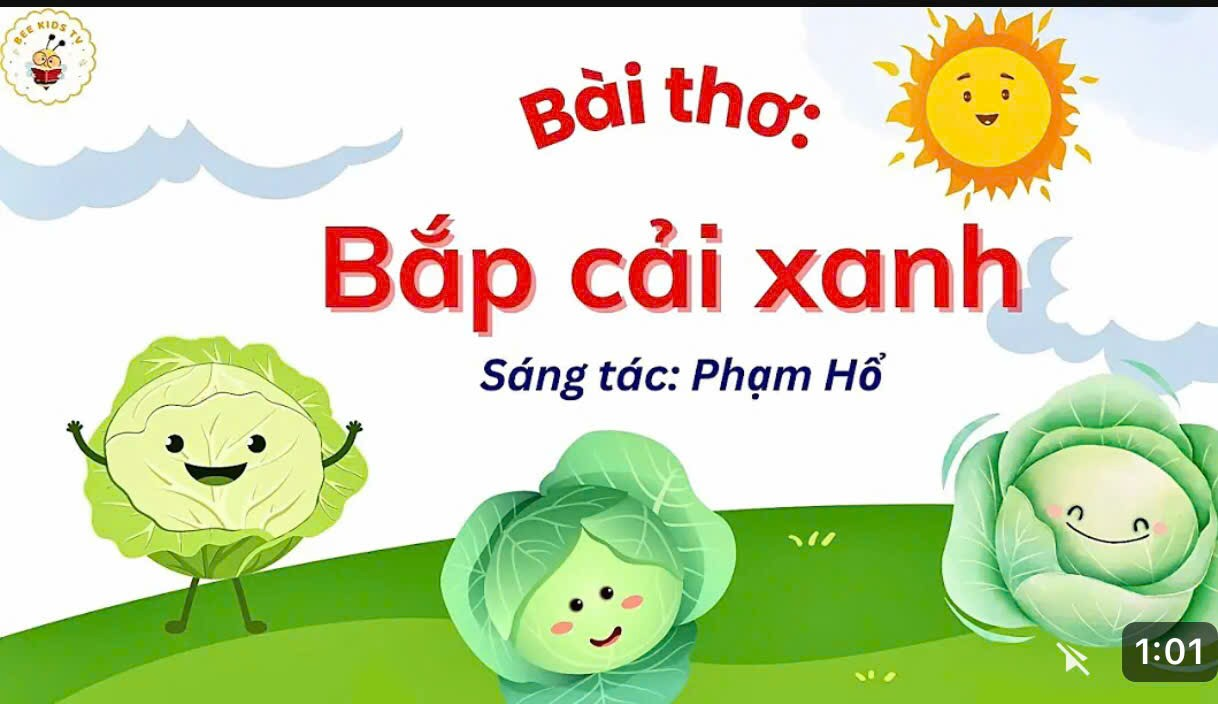 BEE KIDS TV
Bài thơ:
Bắp cải xanh
Sáng tác: Phạm Hổ
1:01